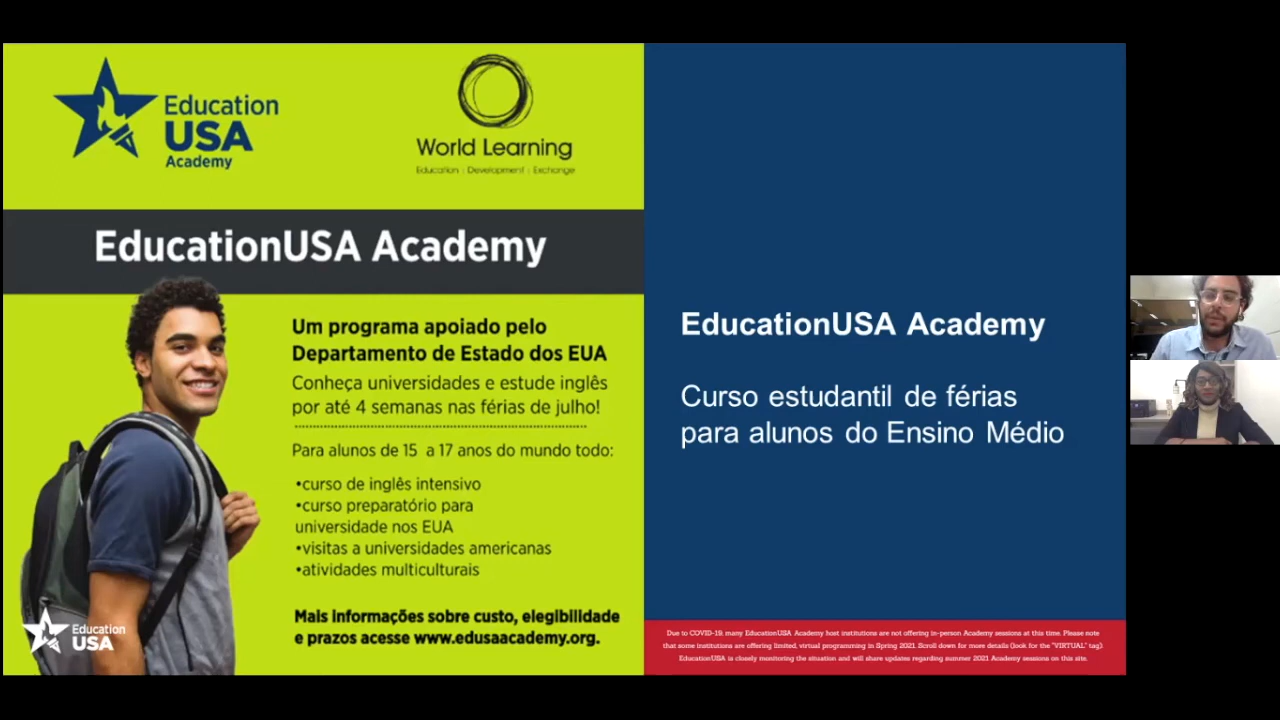 Education
USA
Academy
World Learning
Education | Development | Exchange
EducationUSA Academy
Um programa apoiado pelo
Departamento de Estado dos EUA
Conheça universidades e estude inglês
por até 4 semanas nas férias de julho!
Para alunos de 15 a 17 anos do mundo todo:
•curso de inglês intensivo
•curso preparatório para
universidade nos EUA
•visitas a universidades americanas
•atividades multiculturais
Mais informações sobre custo, elegibilidade
e prazos acesse www.edusaacademy.org.
Education
USA
EducationUSA Academy
Curso estudantil de férias
para alunos do Ensino Médio
Due to COVID-19, many EducationUSA Academy host institutions are not offering in-person Academy sessions at this time. Please note
that some institutions are offering limited, virtual programming in Spring 2021. Scroll down for more details (look for the "VIRTUAL" tag).
EducationUSA is closely monitoring the situation and will share updates regarding summer 2021 Academy sessions on this site.